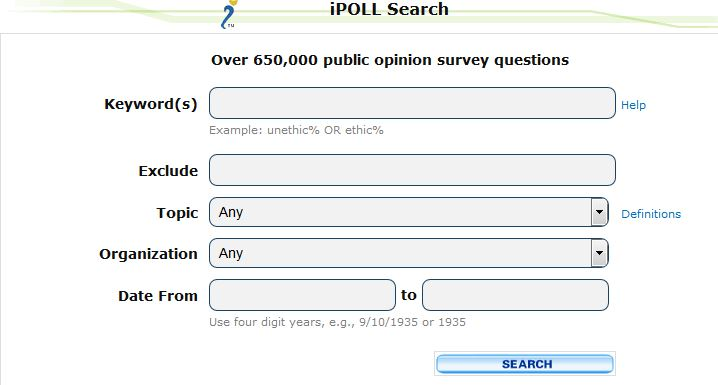 iPOLL Search
TM
Over 650,000 public opinion survey questions
Keyword(s) Help
Example: unethic% OR ethic%
Exclude
Topic Any Definitions
Organization Any
Date From to
Use four digit years, e.g., 9/10/1935 or 1935
SEARCH